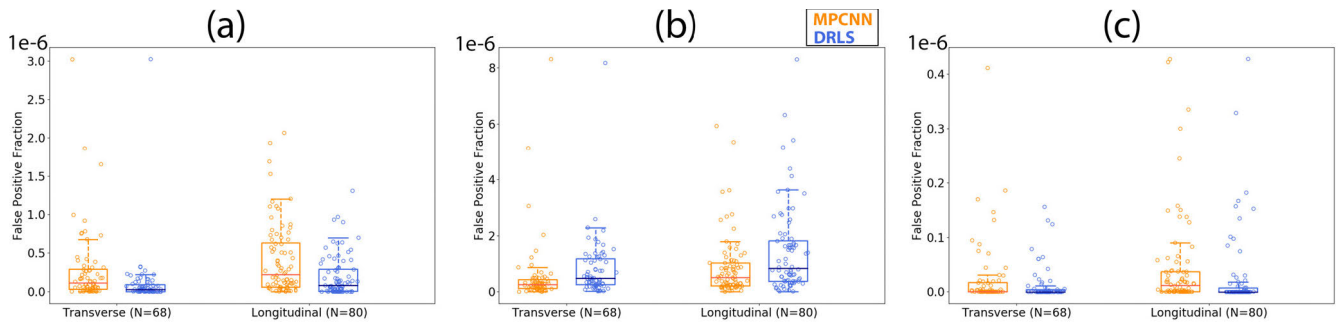 (a)
1e-6
False Positive Fraction
3.0
2.5
2.0
1.5
1.0
0.5
0.0
Transverse (N=68)
Longitudinal (N=80)
(b)
MPCNN
DRLS
1e-6
False Positive Fraction
8
6
4
2
0
Transverse (N=68)
Longitudinal (N=80)
(c)
1e-6
False Positive Fraction
0.4
0.3
0.2
0.1
0.0
Transverse (N=68)
Longitudinal (N=80)